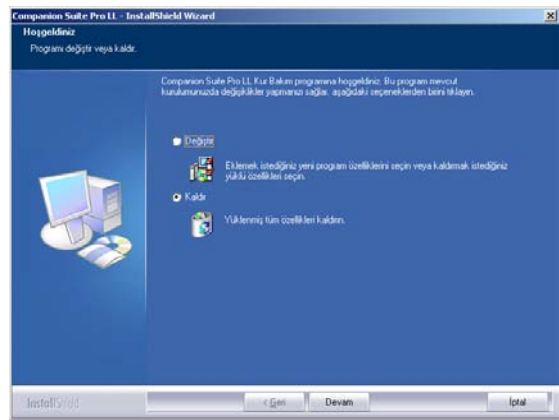 Companion Suite Pro LL - InstallShield Wizard
Hoşgeldiniz
Programı değiştir veya kaldır.
Companion Suite Pro LL Kur Bakım programına hoşgeldiniz. Bu program mevcut
kurulumunuzda değişiklikler yapmanızı sağlar. aşağıdaki seçeneklerden birini tıklayın.
Değiştir
Eklemek istediğiniz yeni program özelliklerini seçin veya kaldırmak istediğiniz
yüklü özellikleri seçin.
Kaldır
Yüklenmiş tüm özellikleri kaldırın.
InstallShield
< Geri
Devam
İptal